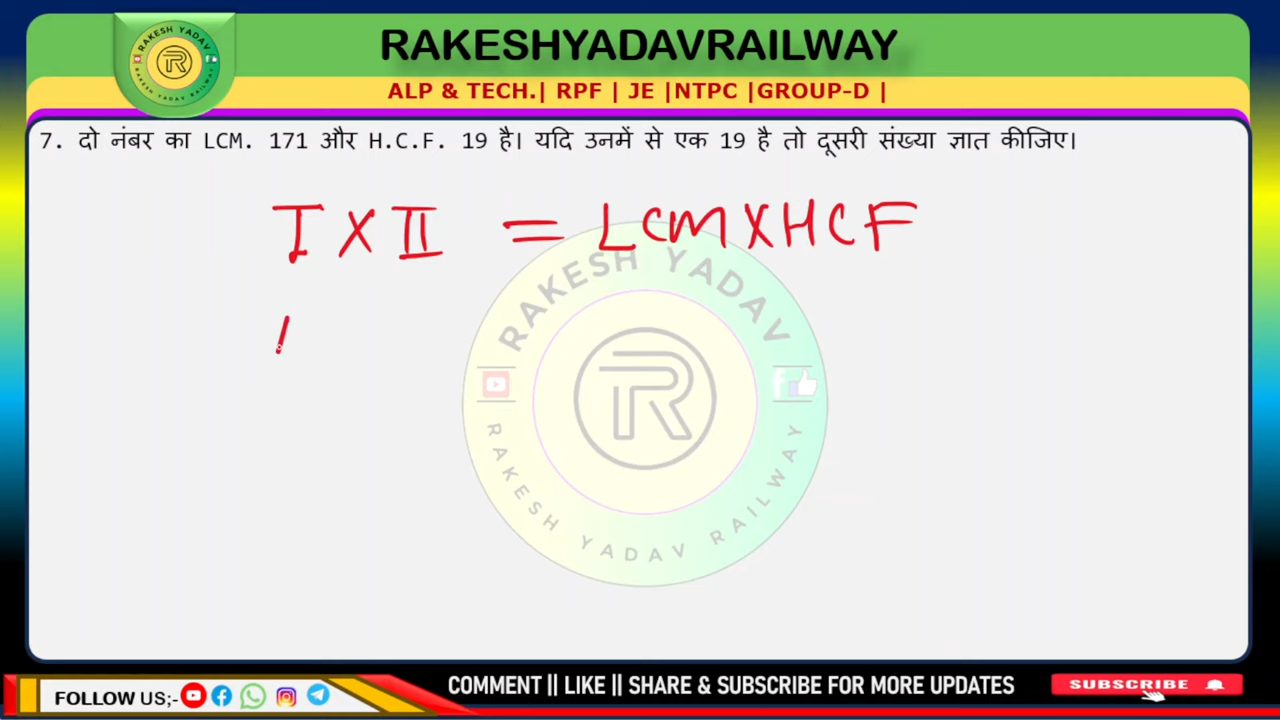 RAKESHYADAVRAILWAY
ALP & TECH.| RPF | JE |NTPC |GROUP-D |
7. दो नंबर का LCM. 171 और H.C.F. 19 है। यदि उनमें से एक 19 है तो दूसरी संख्या ज्ञात कीजिए।
I X II = LCM X HCF
RAKESH YADAV
RAKESH YADAV RAILWAY
FOLLOW US;-
COMMENT || LIKE || SHARE & SUBSCRIBE FOR MORE UPDATES
SUBSCRIBE